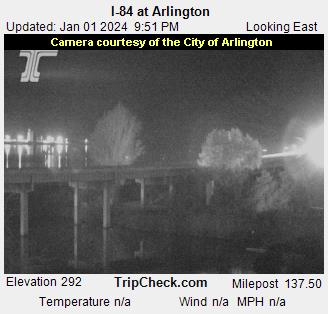 I-84 at Arlington
Updated: Jan 01 2024 9:51 PM Looking East
Camera courtesy of the City of Arlington
Elevation 292 TripCheck.com Milepost 137.50
Temperature n/a Wind n/a MPH n/a